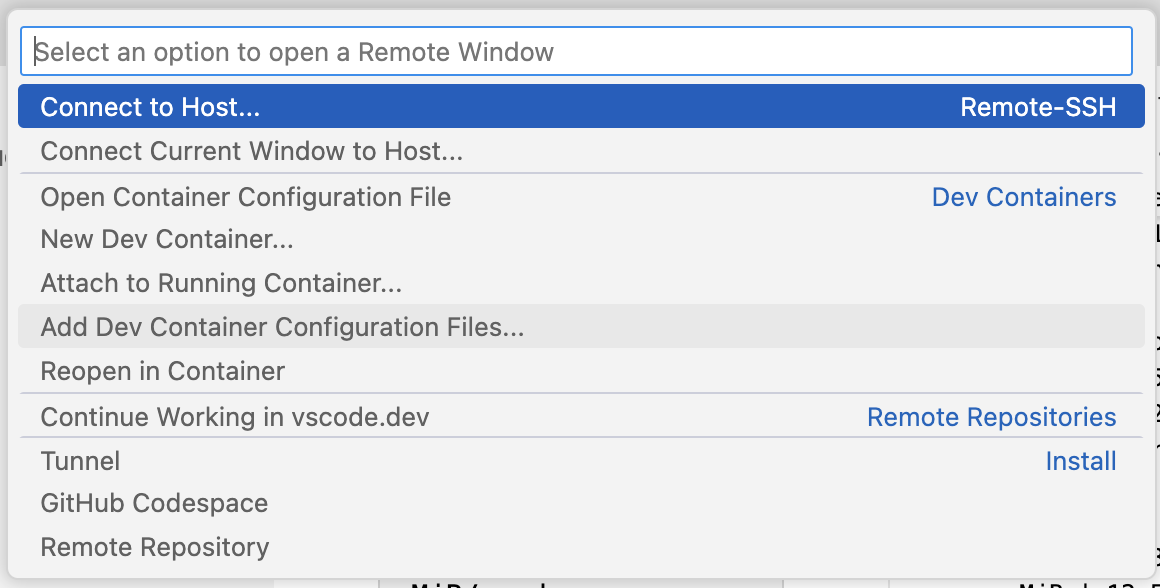 Select an option to open a Remote Window
Connect to Host... Remote-SSH
Connect Current Window to Host...
Open Container Configuration File Dev Containers
New Dev Container...
Attach to Running Container...
Add Dev Container Configuration Files...
Reopen in Container
Continue Working in vscode.dev Remote Repositories
Tunnel Install
GitHub Codespace
Remote Repository